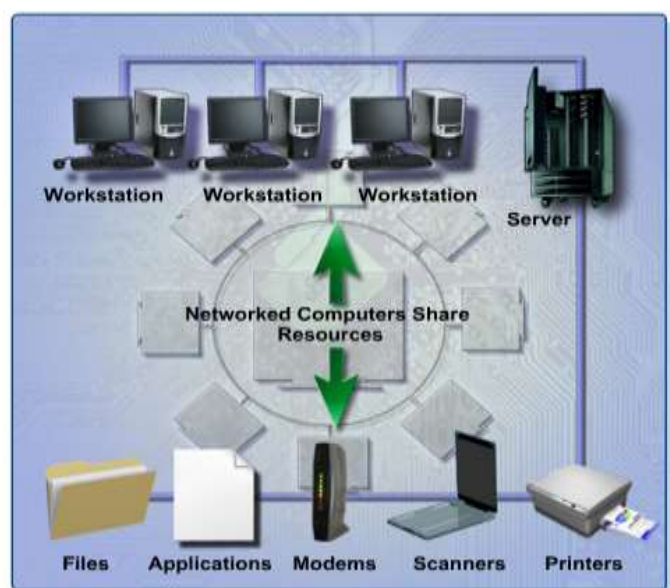 Workstation Workstation Workstation
Server
Networked Computers Share
Resources
Files Applications Modems Scanners Printers